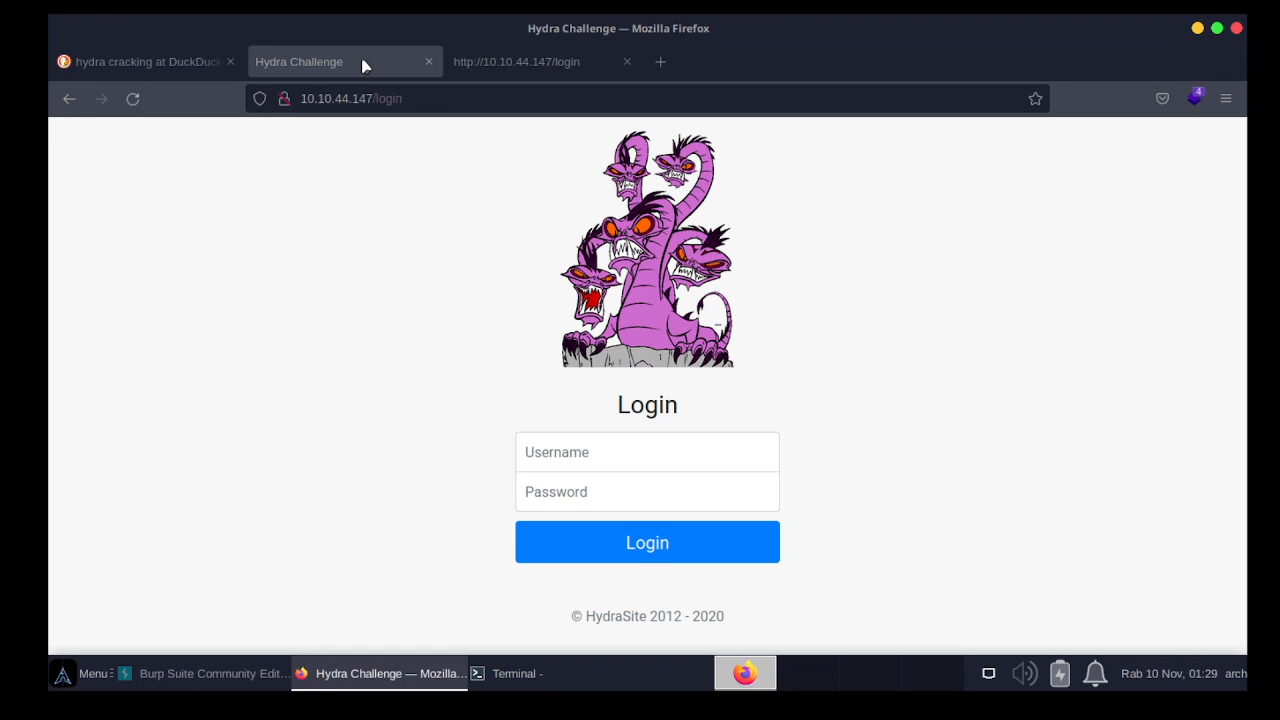 Hydra Challenge — Mozilla Firefox
hydra cracking at DuckDuck
Hydra Challenge
http://10.10.44.147/login
10.10.44.147/login
4
Login
Username
Password
Login
© HydraSite 2012 - 2020
Menu
Burp Suite Community Edit...
Hydra Challenge — Mozilla...
Terminal -
Rab 10 Nov, 01:29
arch